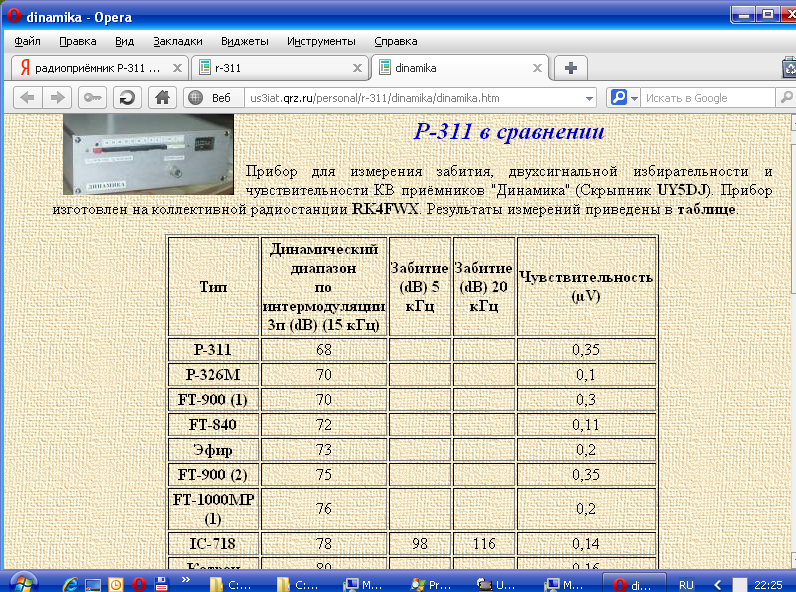 dinamika - Opera
Файл Правка Вид Закладки Виджеты Инструменты Справка
радиоприёмник Р-311 ... r-311 dinamika
Веб us3iat.qrz.ru/personal/r-311/dinamika/dinamika.htm Искать в Google
Р-311 в сравнении
ДИНАМИКА
Прибор для измерения забития, двухсигнальной избирательности и
чувствительности КВ приёмников "Динамика" (Скрыпник UY5DJ). Прибор
изготовлен на коллективной радиостанции RK4FWX. Результаты измерений приведены в таблице.
Тип
Динамический
диапазон
по
интермодуляции
3п (dB) (15 кГц)
Забитие
(dB) 5
кГц
Забитие
(dB) 20
кГц
Чувствительность
(µV)
Р-311 68 0,35
Р-326М 70 0,1
FT-900 (1) 70 0,3
FT-840 72 0,11
Эфир 73 0,2
FT-900 (2) 75 0,35
FT-1000MP
(1) 76 0,2
IC-718 78 98 116 0,14
C:... C:... M... Pr... U... M... di... RU 22:25